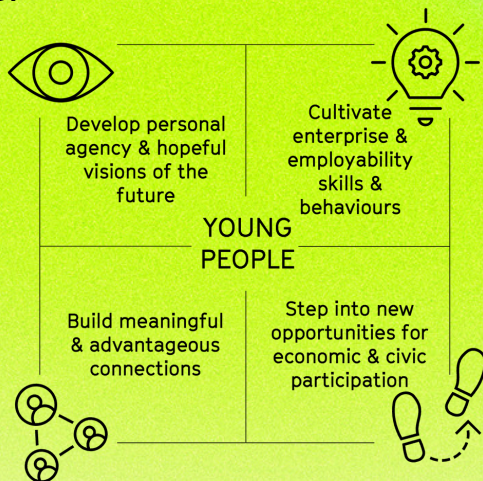 Develop personal
agency & hopeful
visions of the
future
Cultivate
enterprise &
employability
skills &
behaviours
YOUNG
PEOPLE
Build meaningful
& advantageous
connections
Step into new
opportunities for
economic & civic
participation